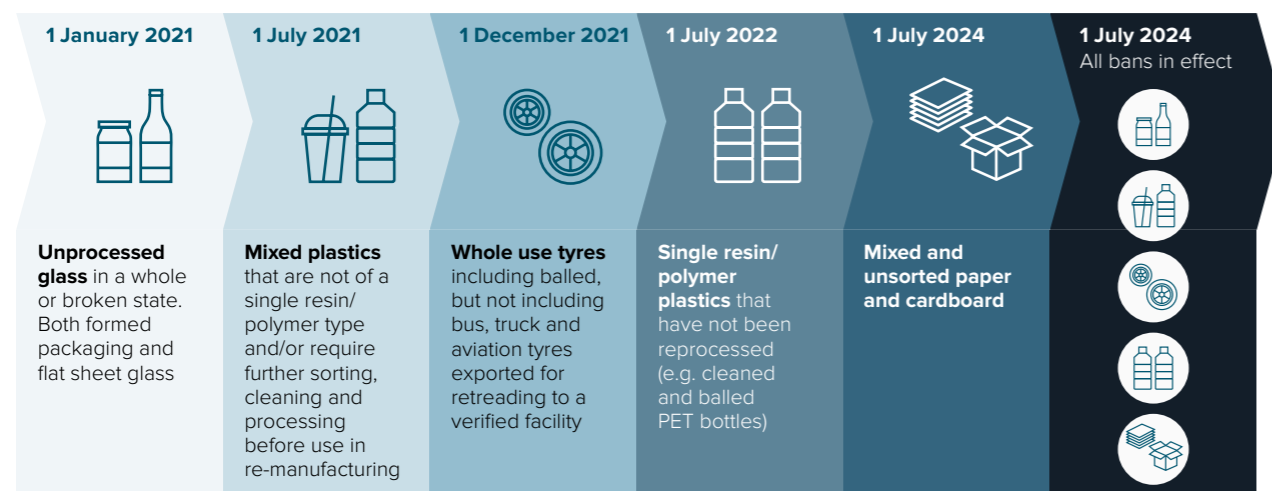 1 January 2021
Unprocessed
glass in a whole
or broken state.
Both formed
packaging and
flat sheet glass
1 July 2021
Mixed plastics
that are not of a
single resin/
polymer type
and/or require
further sorting,
cleaning and
processing
before use in
re-manufacturing
1 December 2021
Whole use tyres
including balled,
but not including
bus, truck and
aviation tyres
exported for
retreading to a
verified facility
1 July 2022
Single resin/
polymer
plastics that
have not been
reprocessed
(e.g. cleaned
and balled
PET bottles)
1 July 2024
Mixed and
unsorted paper
and cardboard
1 July 2024
All bans in effect